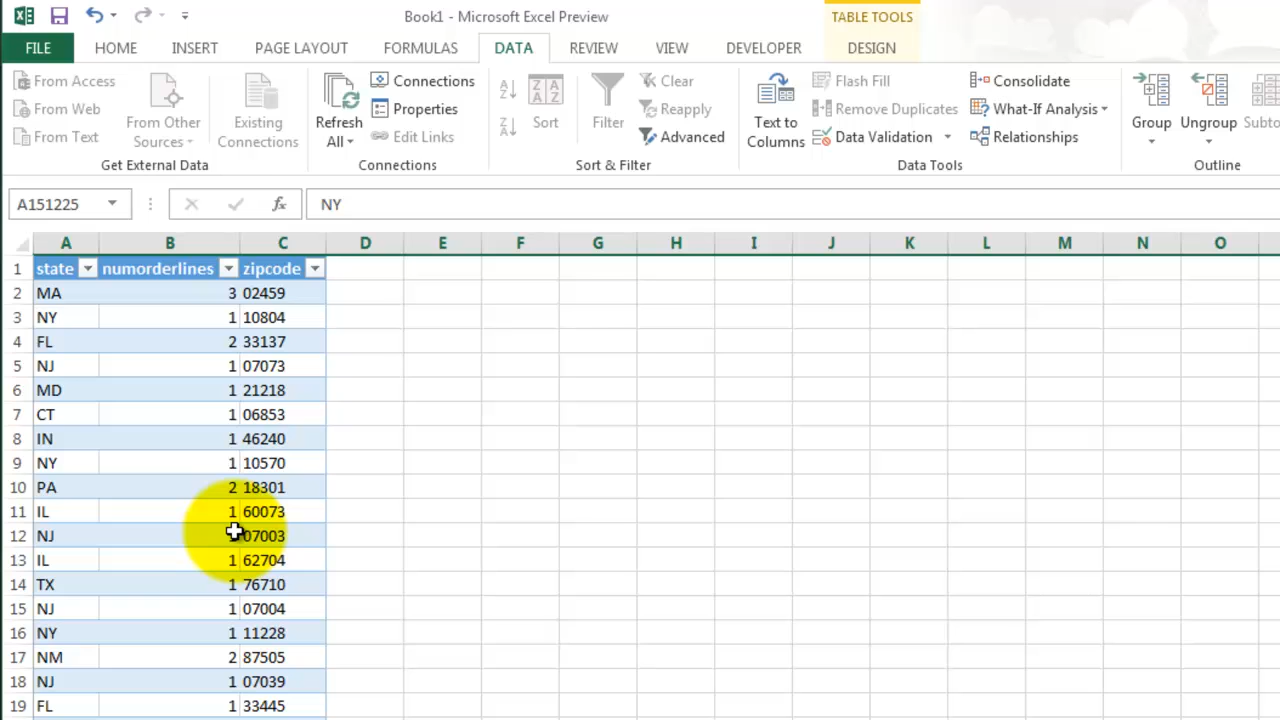 Book1 - Microsoft Excel Preview
TABLE TOOLS
FILE HOME INSERT PAGE LAYOUT FORMULAS DATA REVIEW VIEW DEVELOPER DESIGN
From Access
From Web
From Text
From Other Sources
Existing Connections
Get External Data
Refresh All
Connections
Properties
Edit Links
Connections
Sort
Filter
Clear
Reapply
Advanced
Sort & Filter
Text to Columns
Flash Fill
Remove Duplicates
Data Validation
Consolidate
What-If Analysis
Relationships
Data Tools
Group
Ungroup
Outline
A151225 fx NY
A B C D E F G H I J K L M N O
1 state numorderlines zipcode
2 MA 3 02459
3 NY 1 10804
4 FL 2 33137
5 NJ 1 07073
6 MD 1 21218
7 CT 1 06853
8 IN 1 46240
9 NY 1 10570
10 PA 2 18301
11 IL 1 60073
12 NJ 07003
13 IL 1 62704
14 TX 1 76710
15 NJ 1 07004
16 NY 1 11228
17 NM 2 87505
18 NJ 1 07039
19 FL 1 33445